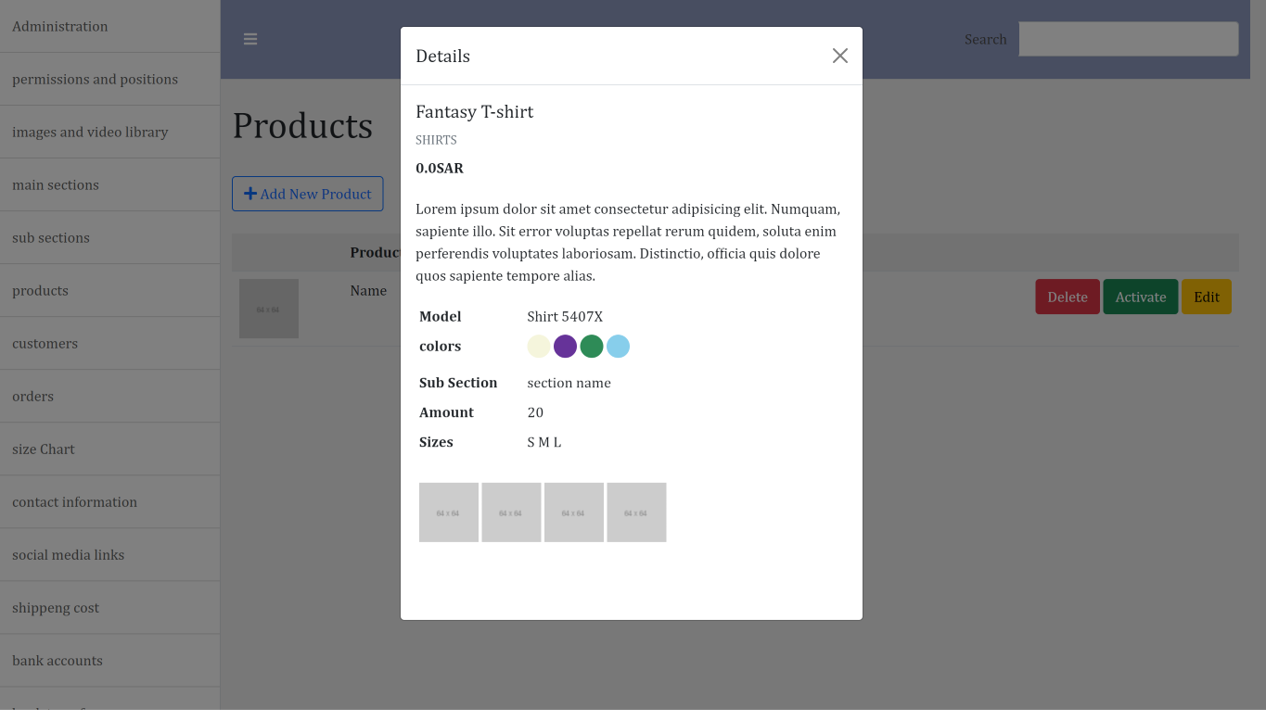 Administration
permissions and positions
images and video library
main sections
sub sections
products
customers
orders
size Chart
contact information
social media links
shippeng cost
bank accounts
Search
Products
Add New Product
Name
Delete Activate Edit
Details
Fantasy T-shirt
SHIRTS
0.0SAR
Lorem ipsum dolor sit amet consectetur adipisicing elit. Numquam,
sapiente illo. Sit error voluptas repellat rerum quidem, soluta enim
perferendis voluptates laboriosam. Distinctio, officia quis dolore
quos sapiente tempore alias.
Model Shirt 5407X
colors
Sub Section section name
Amount 20
Sizes S M L
64 x 64 64 x 64 64 x 64 64 x 64
64 x 64